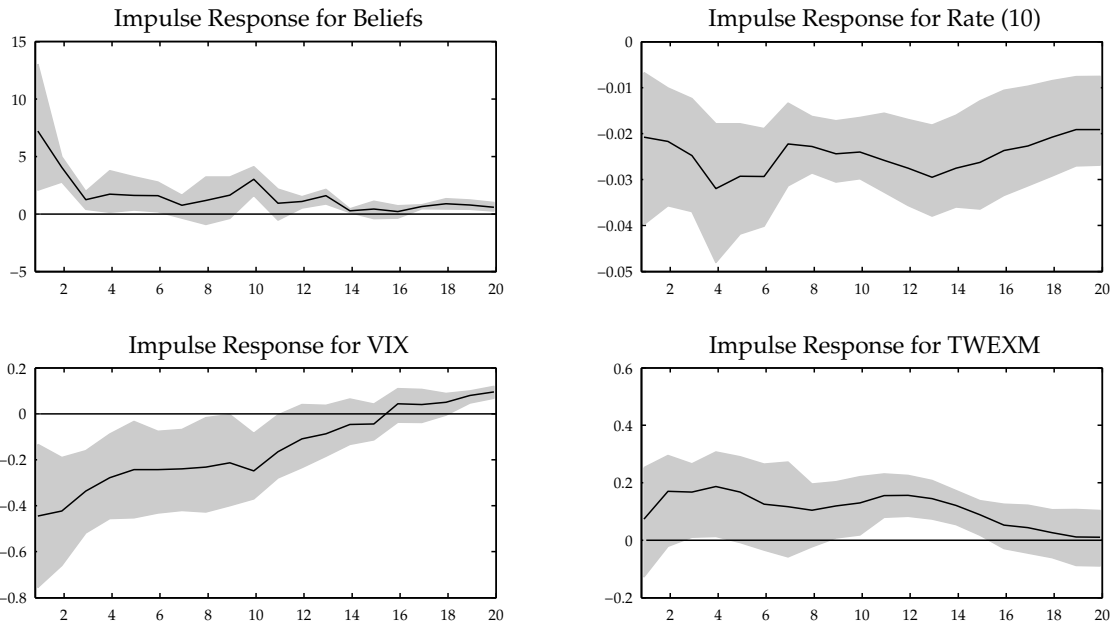 Impulse Response for Beliefs
15
10
5
0
−5
2 4 6 8 10 12 14 16 18 20
Impulse Response for Rate (10)
0
−0.01
−0.02
−0.03
−0.04
−0.05
2 4 6 8 10 12 14 16 18 20
Impulse Response for VIX
0.2
0
−0.2
−0.4
−0.6
−0.8
2 4 6 8 10 12 14 16 18 20
Impulse Response for TWEXM
0.6
0.4
0.2
0
−0.2
2 4 6 8 10 12 14 16 18 20